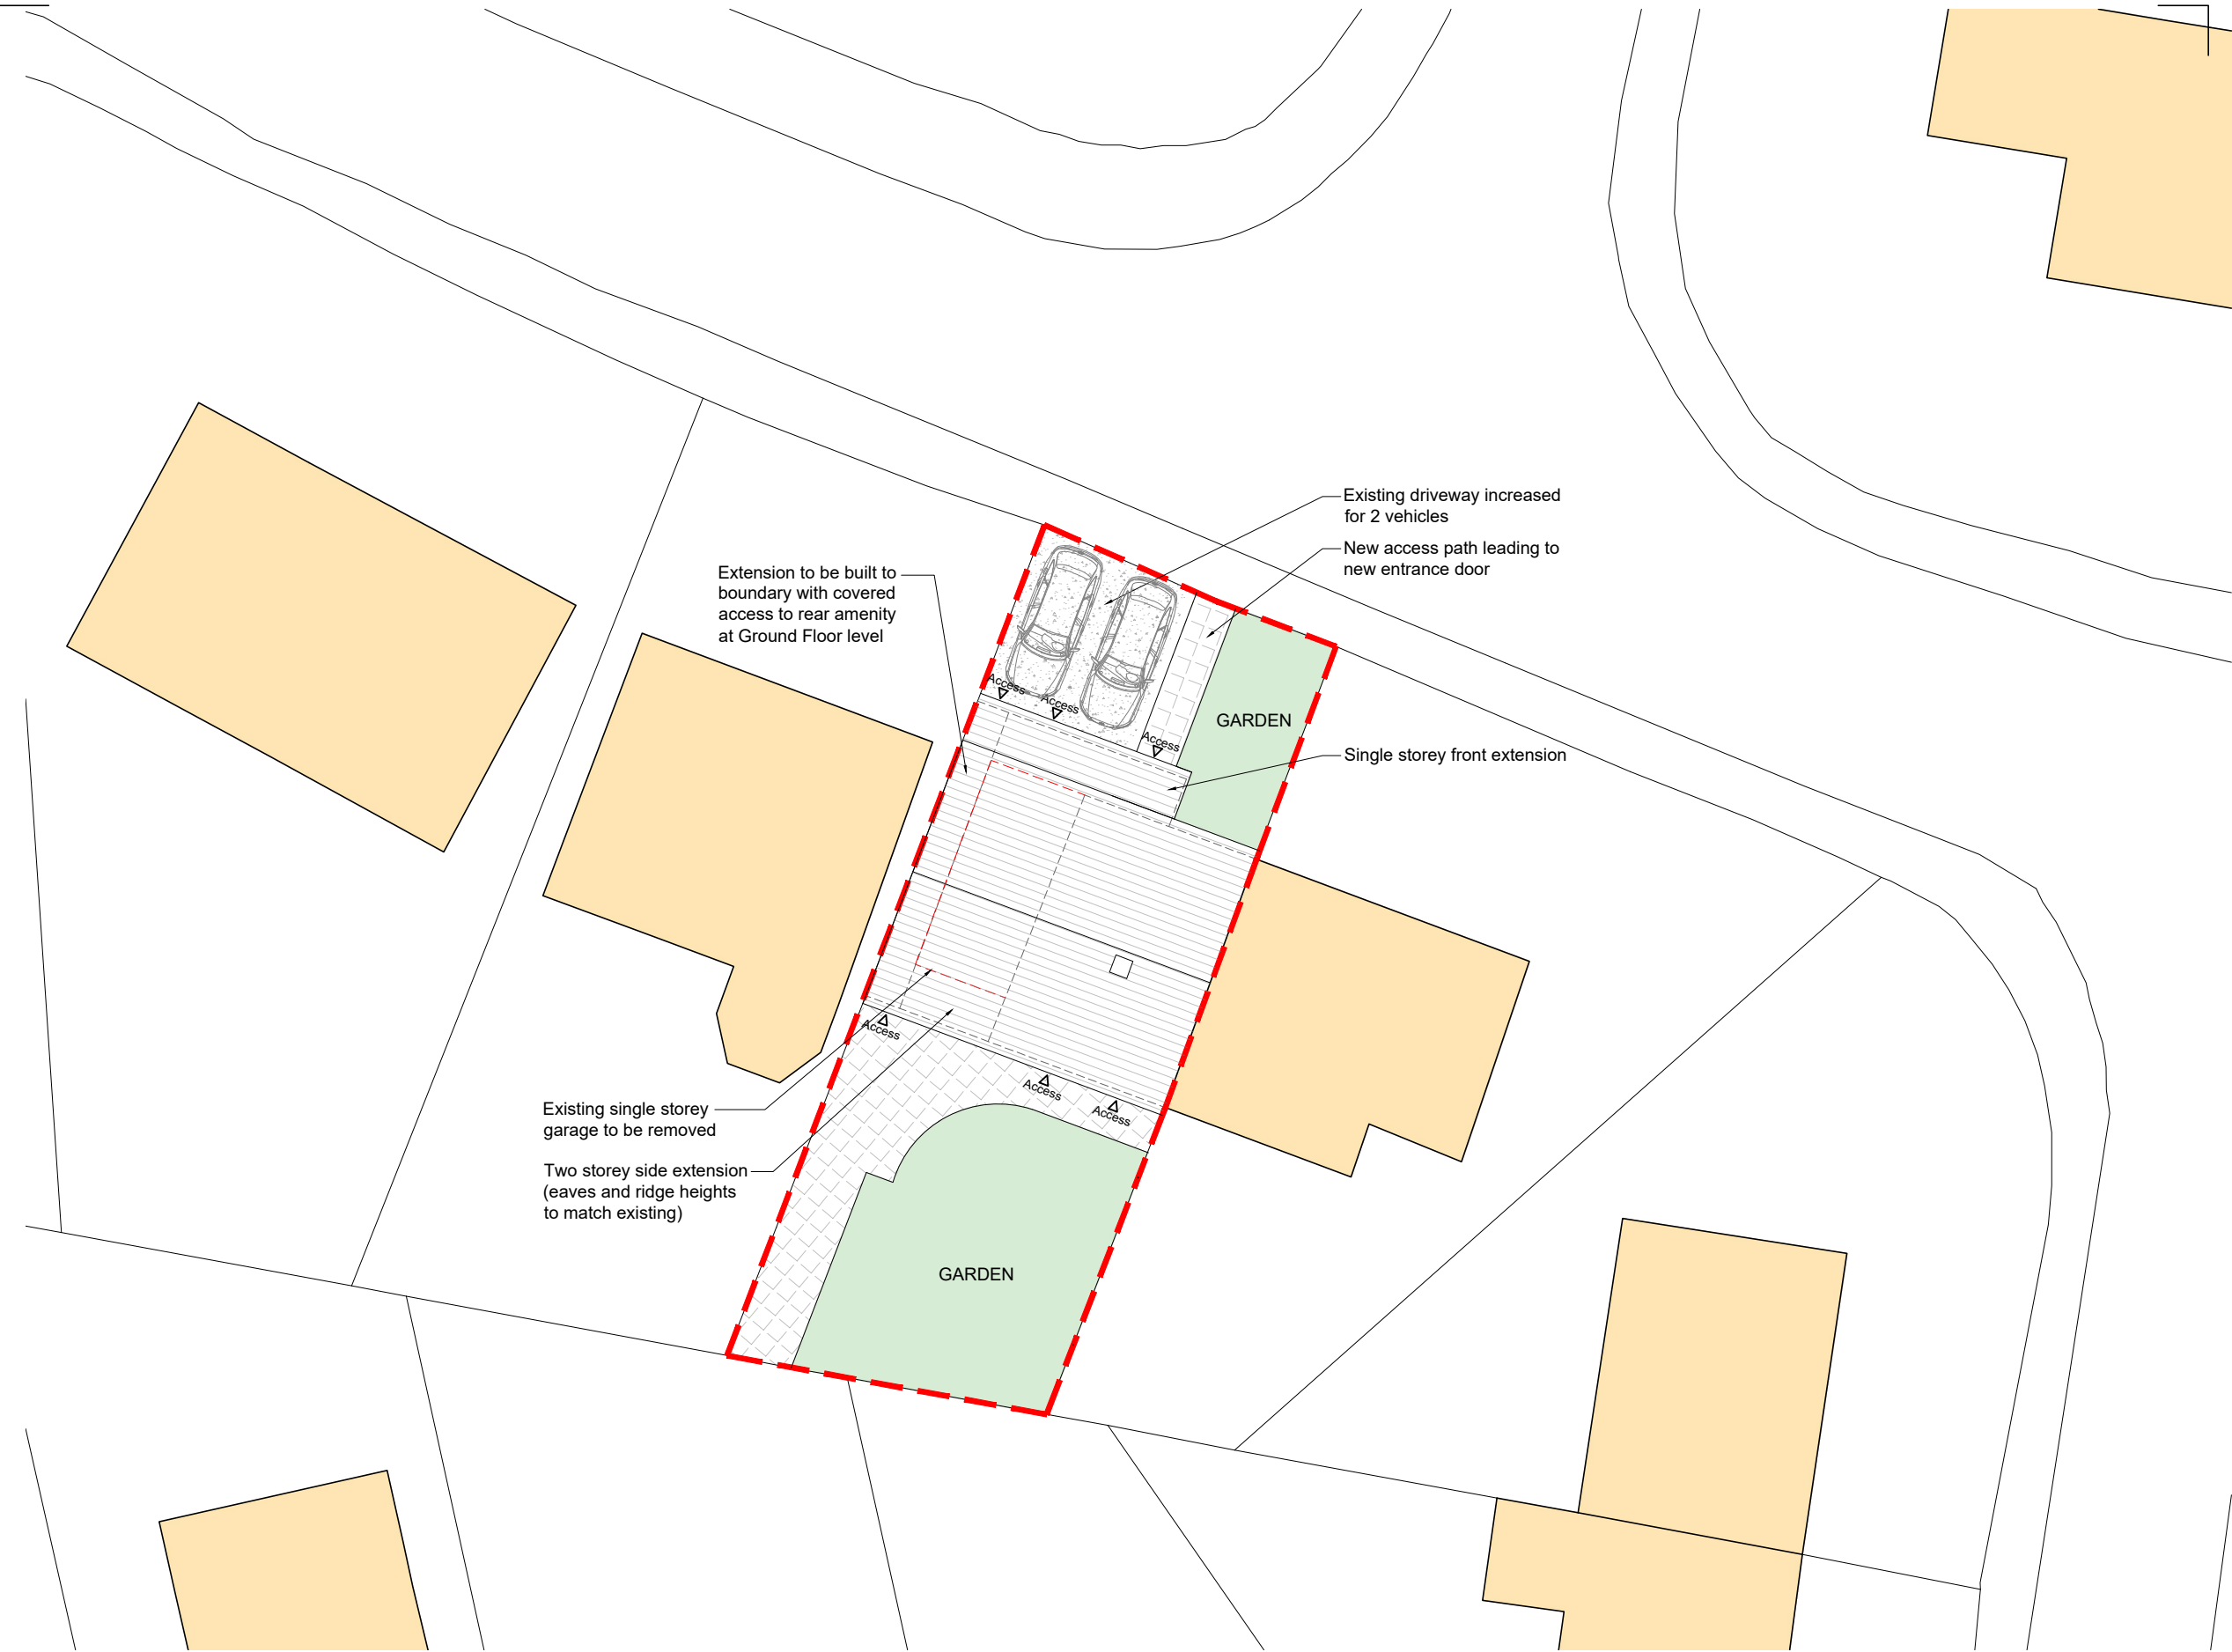 Existing driveway increased
for 2 vehicles
New access path leading to
new entrance door
Extension to be built to
boundary with covered
access to rear amenity
at Ground Floor level
Access
Access
Access
GARDEN
Single storey front extension
Access
Access
Access
Existing single storey
garage to be removed
Two storey side extension
(eaves and ridge heights
to match existing)
GARDEN